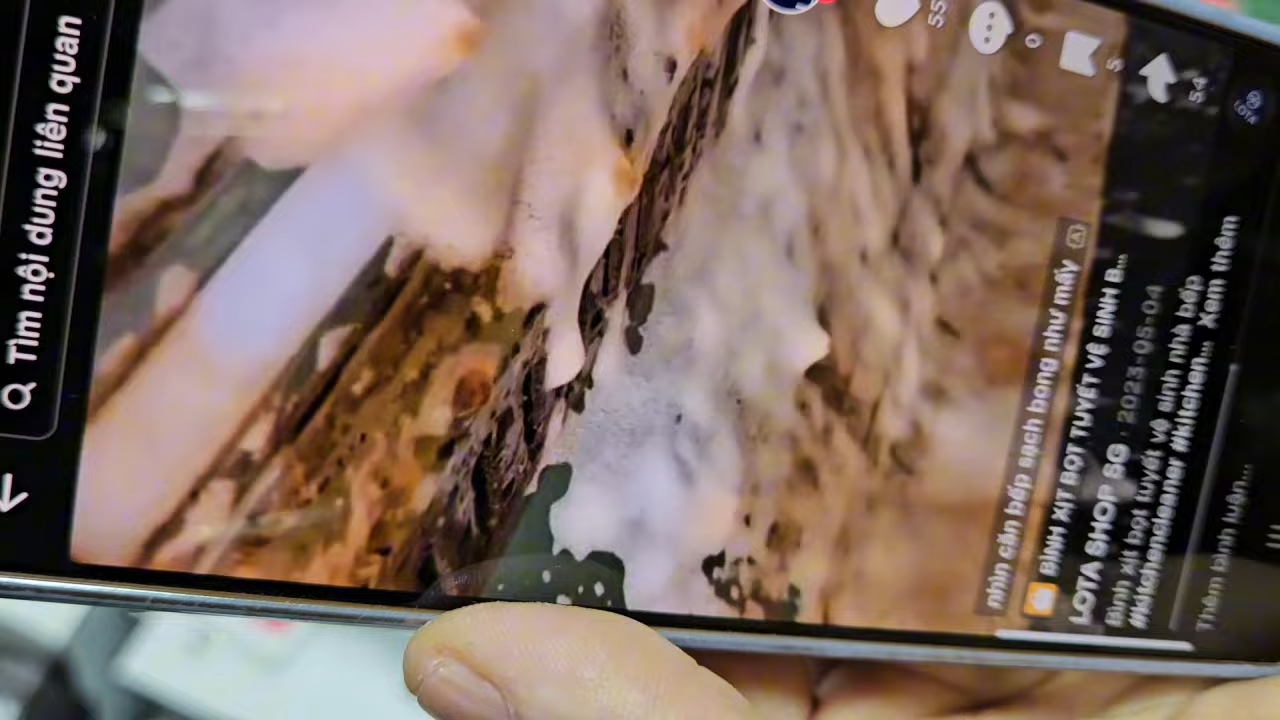 Tìm nội dung liên quan
55
0
5
54
LOTA
nhìn căn bếp sạch bong như mấy
BÌNH XỊT BỌT TUYẾT VỆ SINH B...
LOTA SHOP SG · 2023-05-04
Bình xịt bọt tuyết vệ sinh nhà bếp
#kitchencleaner #kitchen... Xem thêm
Thêm bình luận...